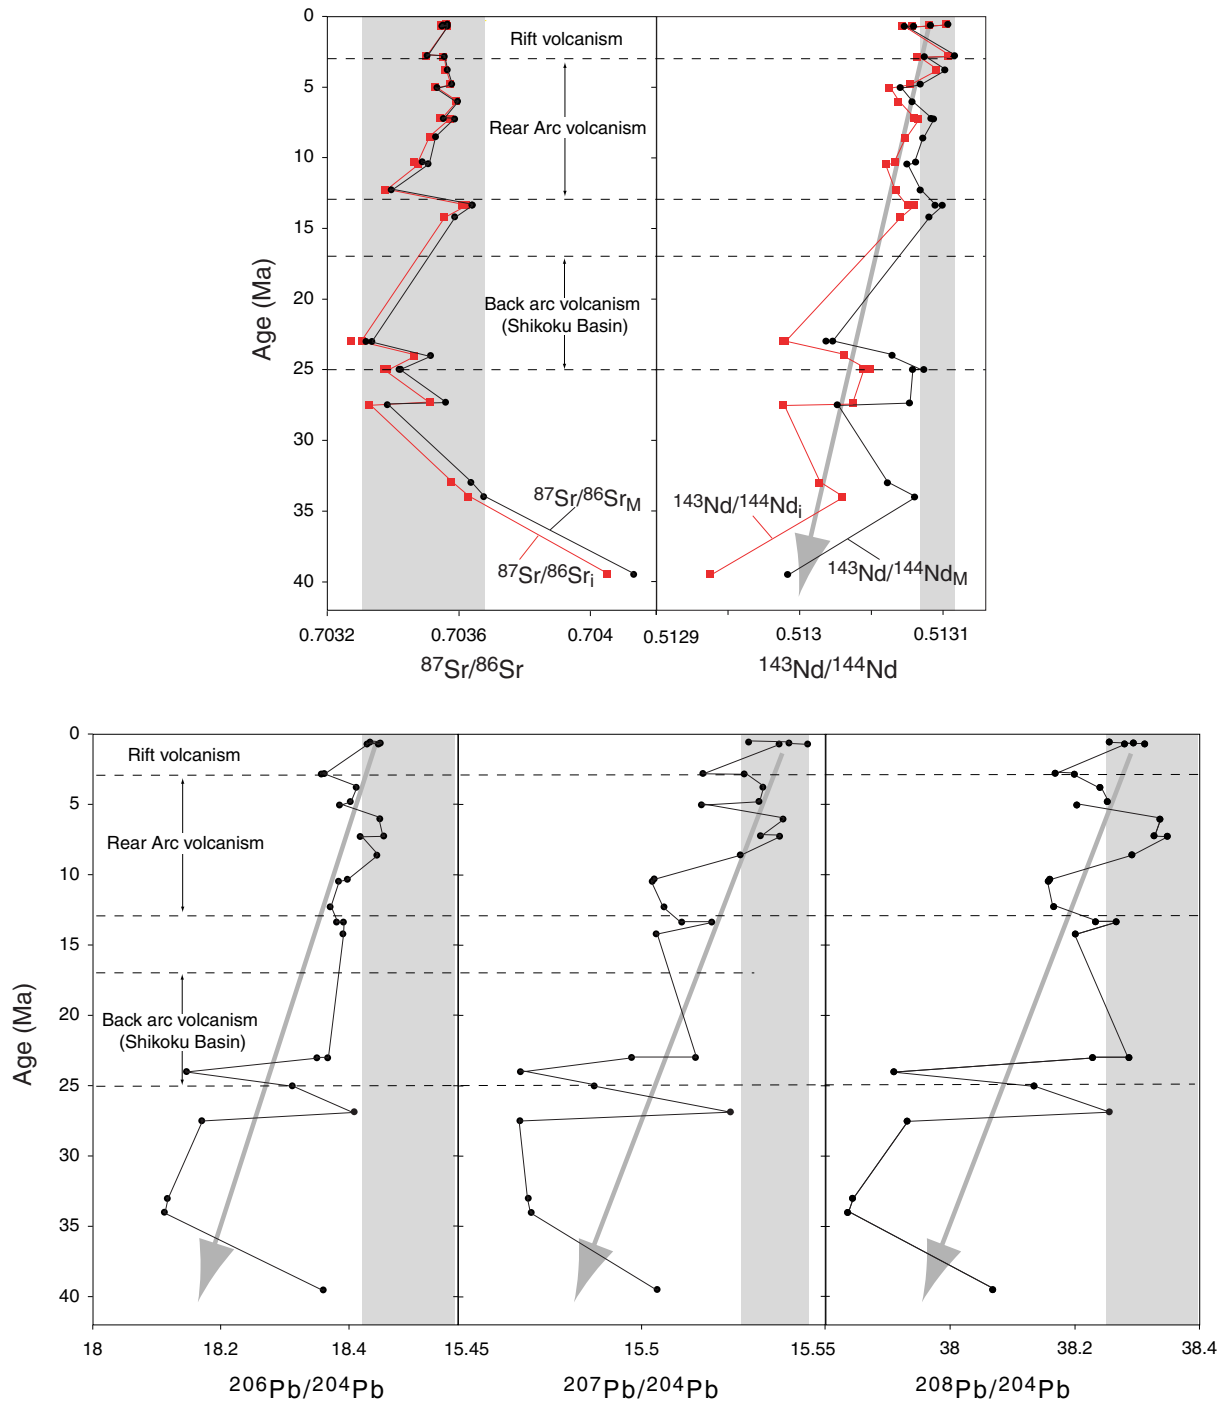 0
5
10
15
20
25
30
35
40
Age (Ma)
Rift volcanism
Rear Arc volcanism
Back arc volcanism
(Shikoku Basin)
87Sr/86SrM
87Sr/86Sri
143Nd/144Ndi
143Nd/144NdM
0.7032
0.7036
0.704
0.5129
0.513
0.5131
87Sr/86Sr
143Nd/144Nd
0
5
10
15
20
25
30
35
40
Age (Ma)
Rift volcanism
Rear Arc volcanism
Back arc volcanism
(Shikoku Basin)
18
18.2
18.4
15.45
15.5
15.55
38
38.2
38.4
206Pb/204Pb
207Pb/204Pb
208Pb/204Pb